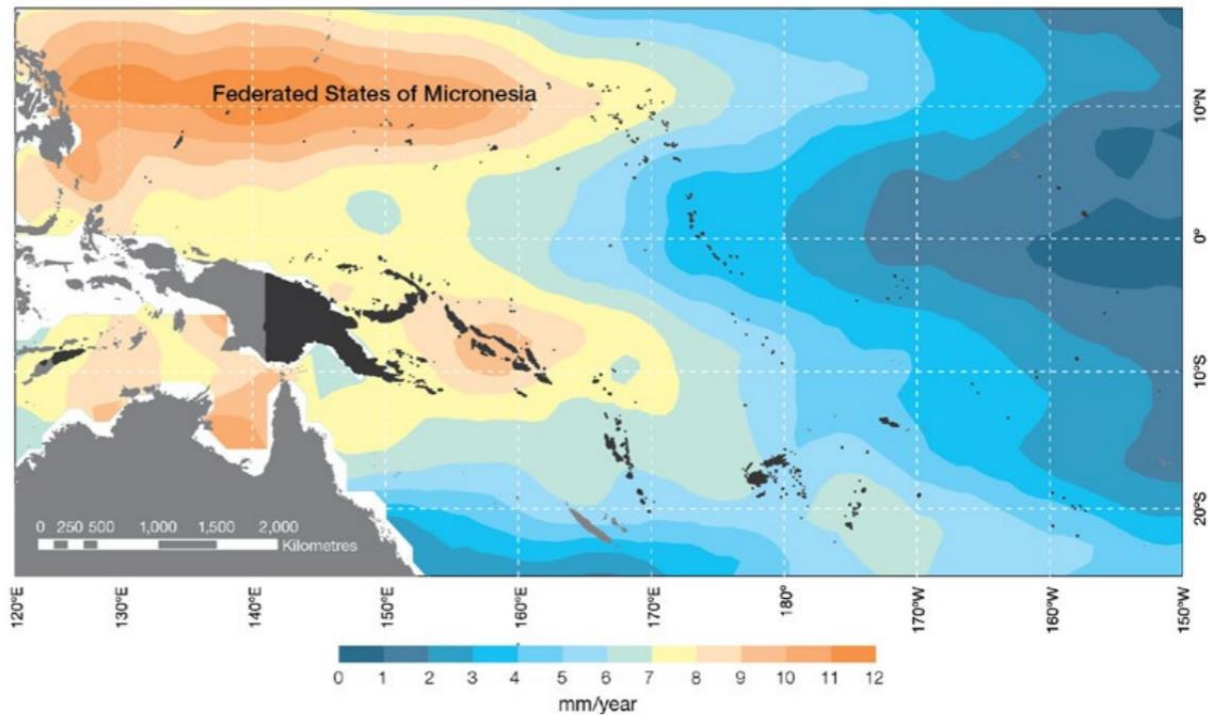 Federated States of Micronesia
10°N
0°
10°S
20°S
0 250 500 1,000 1,500 2,000
Kilometres
120°E 130°E 140°E 150°E 160°E 170°E 180° 170°W 160°W 150°W
0 1 2 3 4 5 6 7 8 9 10 11 12
mm/year